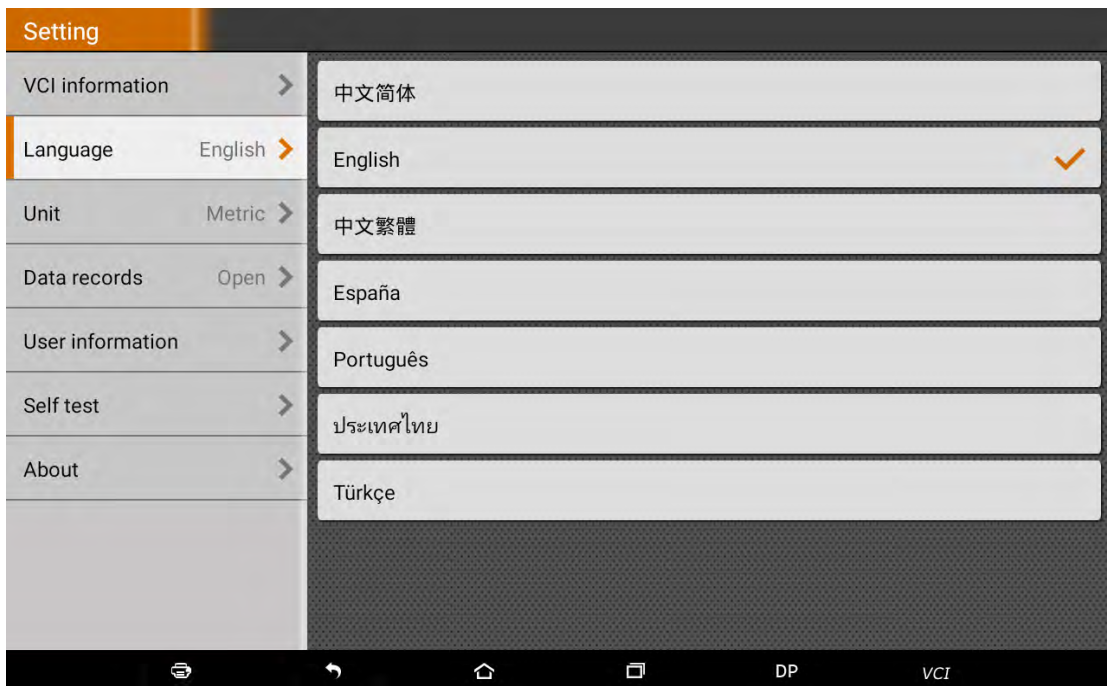 Setting
VCI information
Language English
Unit Metric
Data records Open
User information
Self test
About
中文简体
English
中文繁體
España
Português
ประเทศไทย
Türkçe
DP VCI